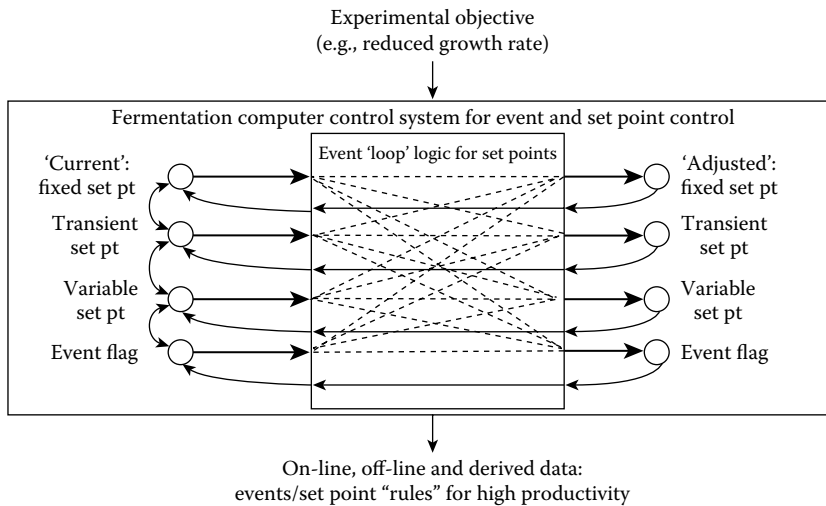 Experimental objective
(e.g., reduced growth rate)
Fermentation computer control system for event and set point control
Event ‘loop’ logic for set points
‘Current’:
fixed set pt
Transient
set pt
Variable
set pt
Event flag
‘Adjusted’:
fixed set pt
Transient
set pt
Variable
set pt
Event flag
On-line, off-line and derived data:
events/set point “rules” for high productivity